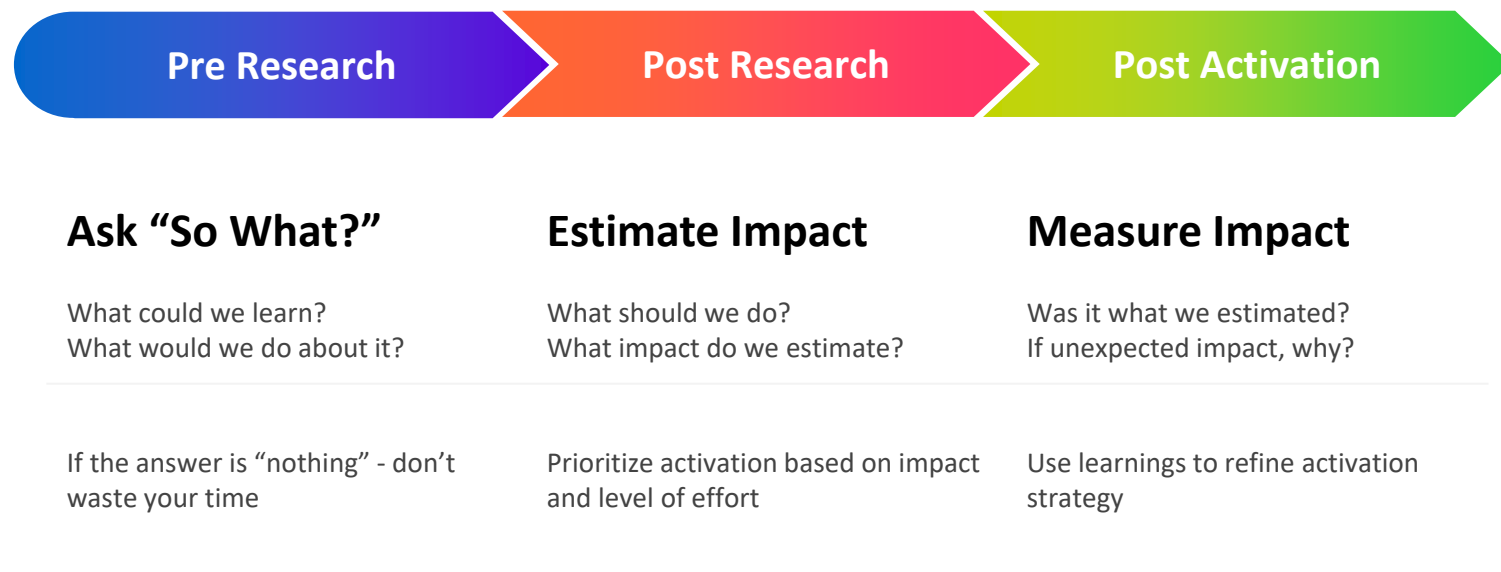 Pre Research
Post Research
Post Activation
Ask “So What?”
What could we learn?
What would we do about it?
If the answer is “nothing” - don’t
waste your time
Estimate Impact
What should we do?
What impact do we estimate?
Prioritize activation based on impact
and level of effort
Measure Impact
Was it what we estimated?
If unexpected impact, why?
Use learnings to refine activation
strategy